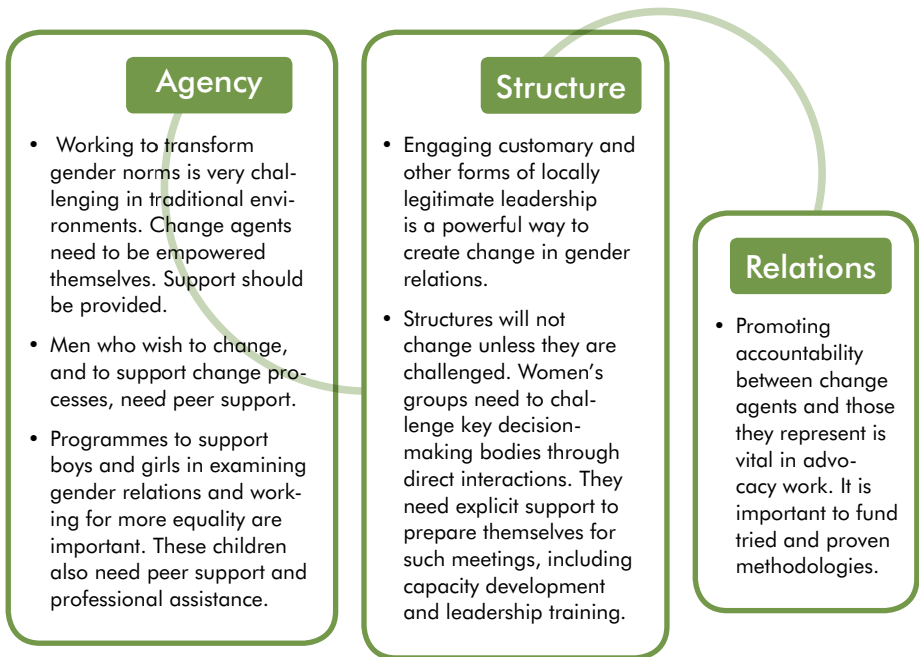 Agency
• Working to transform
gender norms is very chal-
lenging in traditional envi-
ronments. Change agents
need to be empowered
themselves. Support should
be provided.
• Men who wish to change,
and to support change pro-
cesses, need peer support.
• Programmes to support
boys and girls in examining
gender relations and work-
ing for more equality are
important. These children
also need peer support and
professional assistance.
Structure
• Engaging customary and
other forms of locally
legitimate leadership
is a powerful way to
create change in gender
relations.
• Structures will not
change unless they are
challenged. Women’s
groups need to chal-
lenge key decision-
making bodies through
direct interactions. They
need explicit support to
prepare themselves for
such meetings, including
capacity development
and leadership training.
Relations
• Promoting
accountability
between change
agents and those
they represent is
vital in advo-
cacy work. It is
important to fund
tried and proven
methodologies.